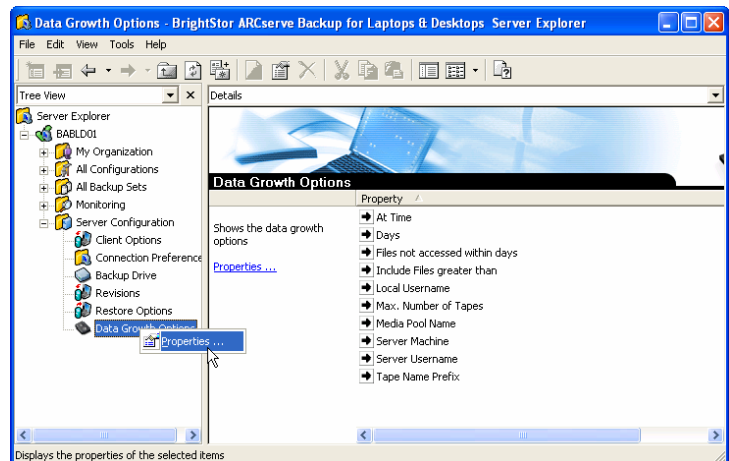 Data Growth Options - BrightStor ARCserve Backup for Laptops & Desktops Server Explorer
File Edit View Tools Help
Tree View
Details
Server Explorer
BABLD01
My Organization
All Configurations
All Backup Sets
Monitoring
Server Configuration
Client Options
Connection Preference
Backup Drive
Revisions
Restore Options
Data Growth Options
Properties ...
Data Growth Options
Shows the data growth
options
Properties ...
Property
At Time
Days
Files not accessed within days
Include Files greater than
Local Username
Max. Number of Tapes
Media Pool Name
Server Machine
Server Username
Tape Name Prefix
Displays the properties of the selected items